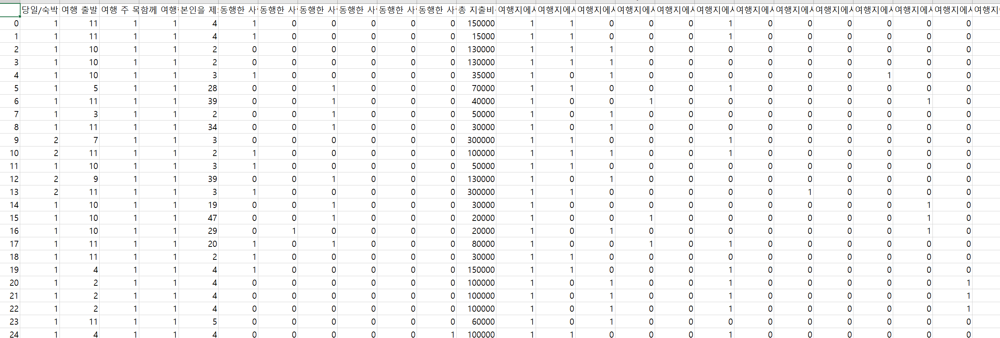 당일/숙박 여행 출발 여행 주 목 함께 여행 본인을 제 동행한 사 동행한 사 동행한 사 동행한 사 동행한 사 동행한 사 총 지출비 여행지에서 여행지에서 여행지에서 여행지에서 여행지에서 여행지에서 여행지에서 여행지에서 여행지에서 여행지에서 여행지에서 여행지에서 여행지
0 1 11 1 1 4 1 0 0 0 0 0 150000 1 1 0 0 0 1 0 0 0 0 0 0
1 1 11 1 1 4 1 0 0 0 0 0 15000 1 1 0 0 0 1 0 0 0 0 0 0
2 1 10 1 1 2 0 0 0 0 0 0 130000 1 1 1 0 0 0 0 0 0 0 0 0
3 1 10 1 1 2 0 0 0 0 0 0 130000 1 1 1 0 0 0 0 0 0 0 0 0
4 1 10 1 1 3 1 0 0 0 0 0 35000 1 0 1 0 0 0 0 0 0 1 0 0
5 1 5 1 1 28 0 0 1 0 0 0 70000 1 1 0 0 0 1 0 0 0 0 0 0
6 1 11 1 1 39 0 0 1 0 0 0 40000 1 0 0 1 0 0 0 0 0 0 1 0
7 1 3 1 1 2 0 0 1 0 0 0 50000 1 0 1 0 0 0 0 0 0 0 0 0
8 1 11 1 1 34 0 0 1 0 0 0 30000 1 0 1 0 0 0 0 0 0 0 0 0
9 2 7 1 1 3 0 0 0 0 0 0 300000 1 1 0 0 0 1 0 0 0 0 0 0
10 2 11 1 1 2 1 0 0 0 0 0 100000 1 1 1 0 0 1 0 0 0 0 0 0
11 1 10 1 1 3 1 0 0 0 0 0 50000 1 1 0 0 0 0 0 0 0 0 0 0
12 2 9 1 1 39 0 0 1 0 0 0 130000 1 0 1 0 0 0 0 0 0 0 0 0
13 2 11 1 1 3 1 0 0 0 0 0 300000 1 1 0 0 0 0 0 1 0 0 0 0
14 1 10 1 1 19 0 0 1 0 0 0 30000 1 0 0 0 0 0 0 0 0 0 1 0
15 1 10 1 1 47 0 0 1 0 0 0 20000 1 0 0 1 0 0 0 0 0 0 1 0
16 1 10 1 1 29 0 1 0 0 0 0 20000 1 0 1 0 0 0 0 0 0 0 1 0
17 1 11 1 1 20 1 0 1 0 0 0 80000 1 0 0 1 0 1 0 0 0 0 0 0
18 1 11 1 1 2 1 0 0 0 0 0 30000 1 1 0 0 0 0 0 0 0 0 0 0
19 1 4 1 1 4 1 0 0 0 0 0 150000 1 1 0 0 0 1 0 0 0 0 0 0
20 1 2 1 1 4 0 0 0 0 0 0 100000 1 0 1 0 0 1 0 0 0 0 0 1
21 1 2 1 1 4 0 0 0 0 0 0 100000 1 0 1 0 0 1 0 0 0 0 0 1
22 1 2 1 1 4 0 0 0 0 0 0 100000 1 0 1 0 0 1 0 0 0 0 0 1
23 1 11 1 1 5 0 0 0 0 0 0 60000 1 0 1 0 0 0 0 0 0 0 0 0
24 1 4 1 1 4 0 0 0 0 0 1 100000 1 1 0 0 0 1 0 0 0 0 0 0